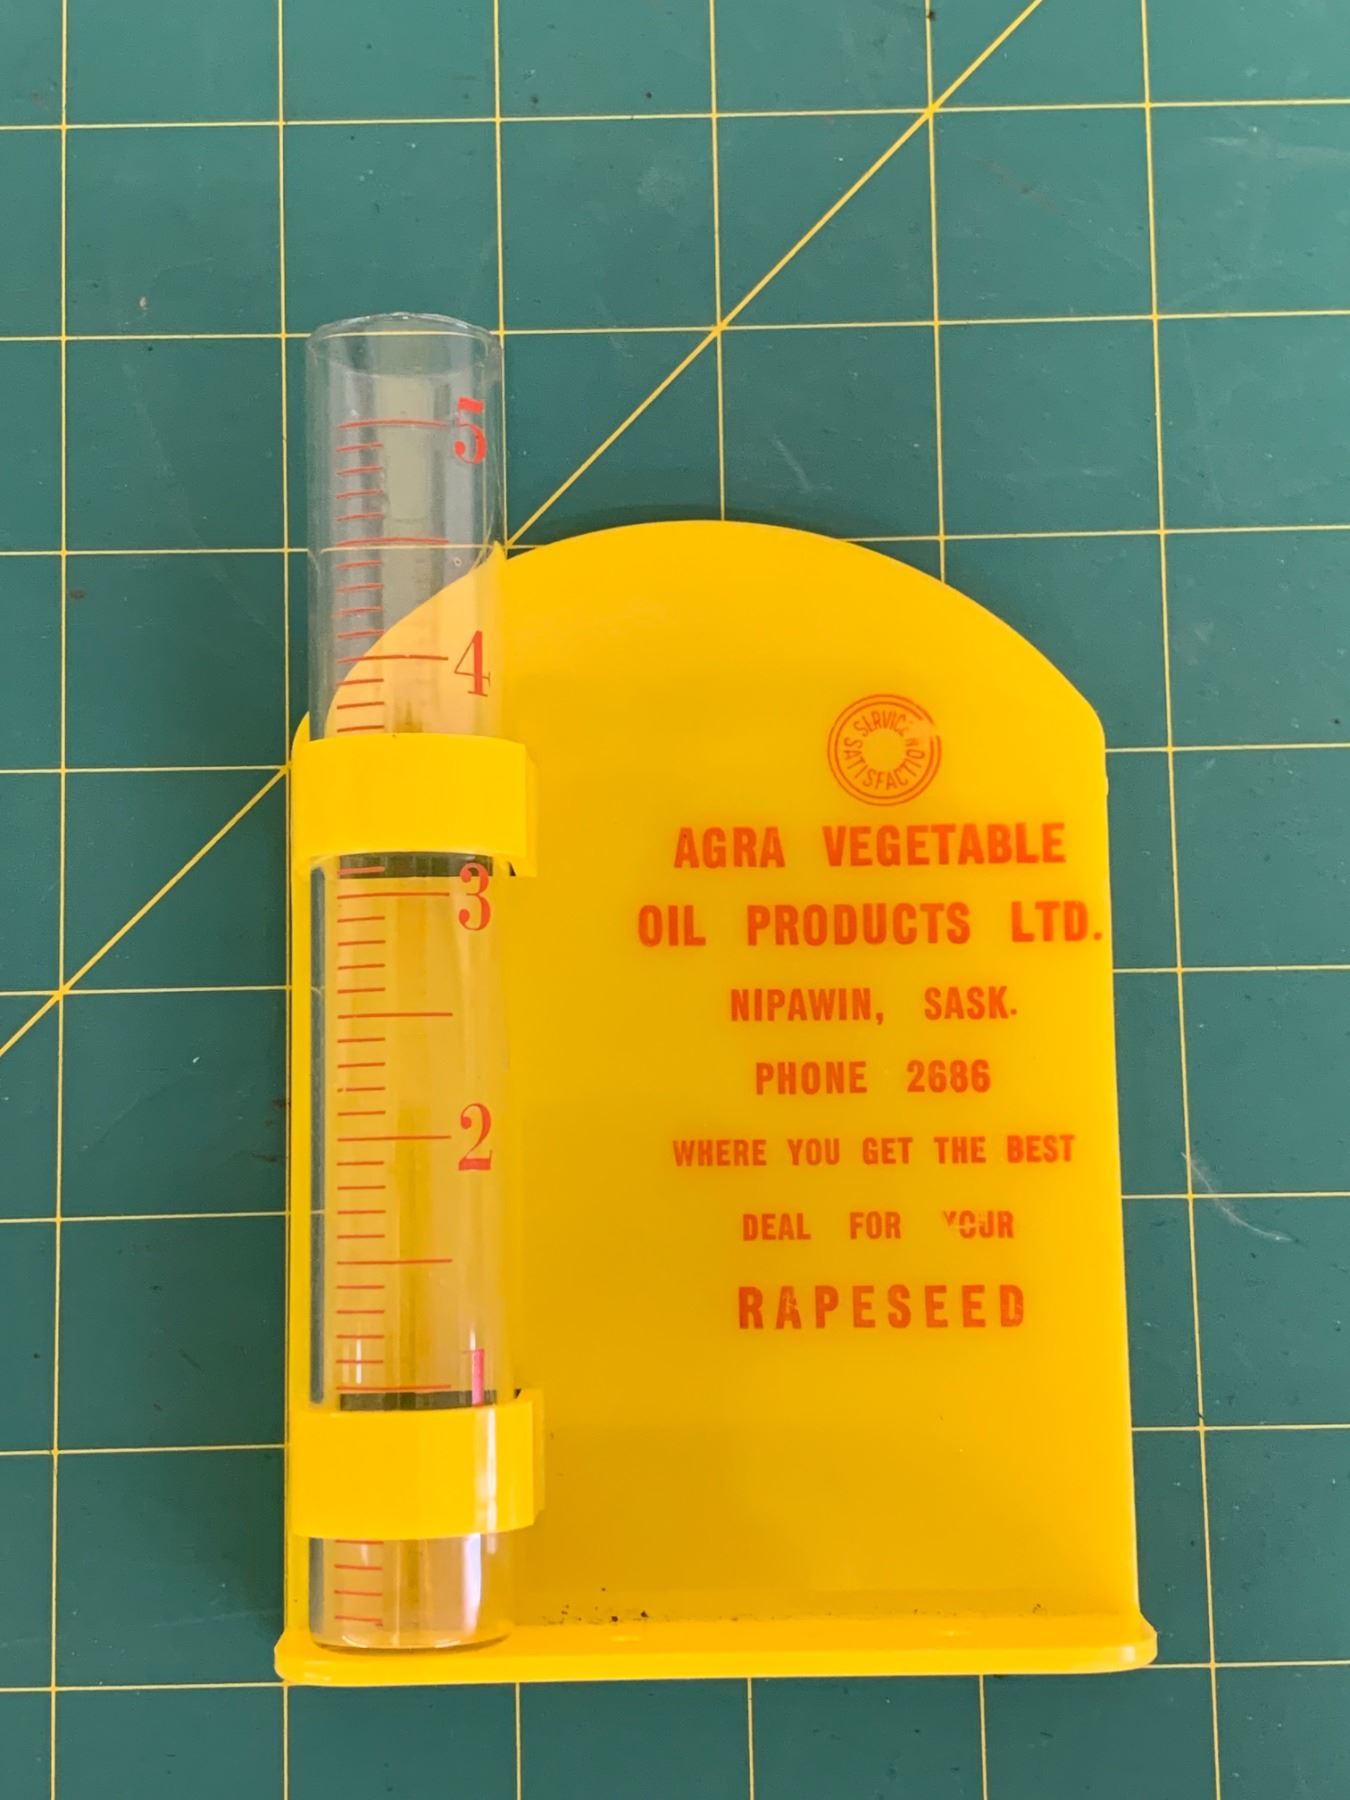 5
4
3
2
1
SERVICE
SATISFACTION
AGRA VEGETABLE
OIL PRODUCTS LTD.
NIPAWIN, SASK.
PHONE 2686
WHERE YOU GET THE BEST
DEAL FOR YOUR
RAPESEED